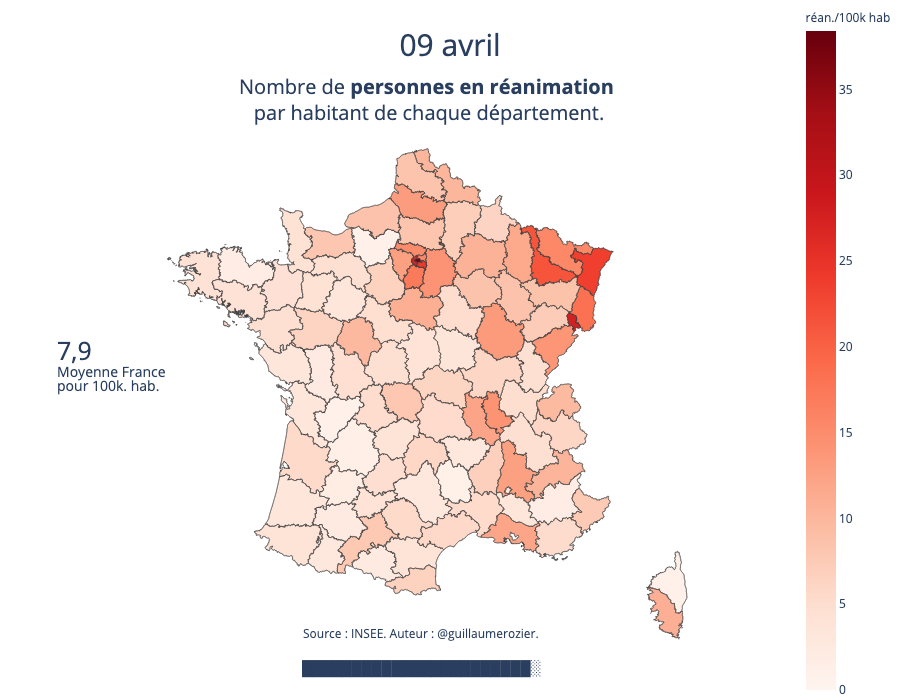 réan./100k hab
09 avril
Nombre de personnes en réanimation
par habitant de chaque département.
35
30
25
20
15
10
5
0
7,9
Moyenne France
pour 100k. hab.
Source : INSEE. Auteur : @guillaumerozier.